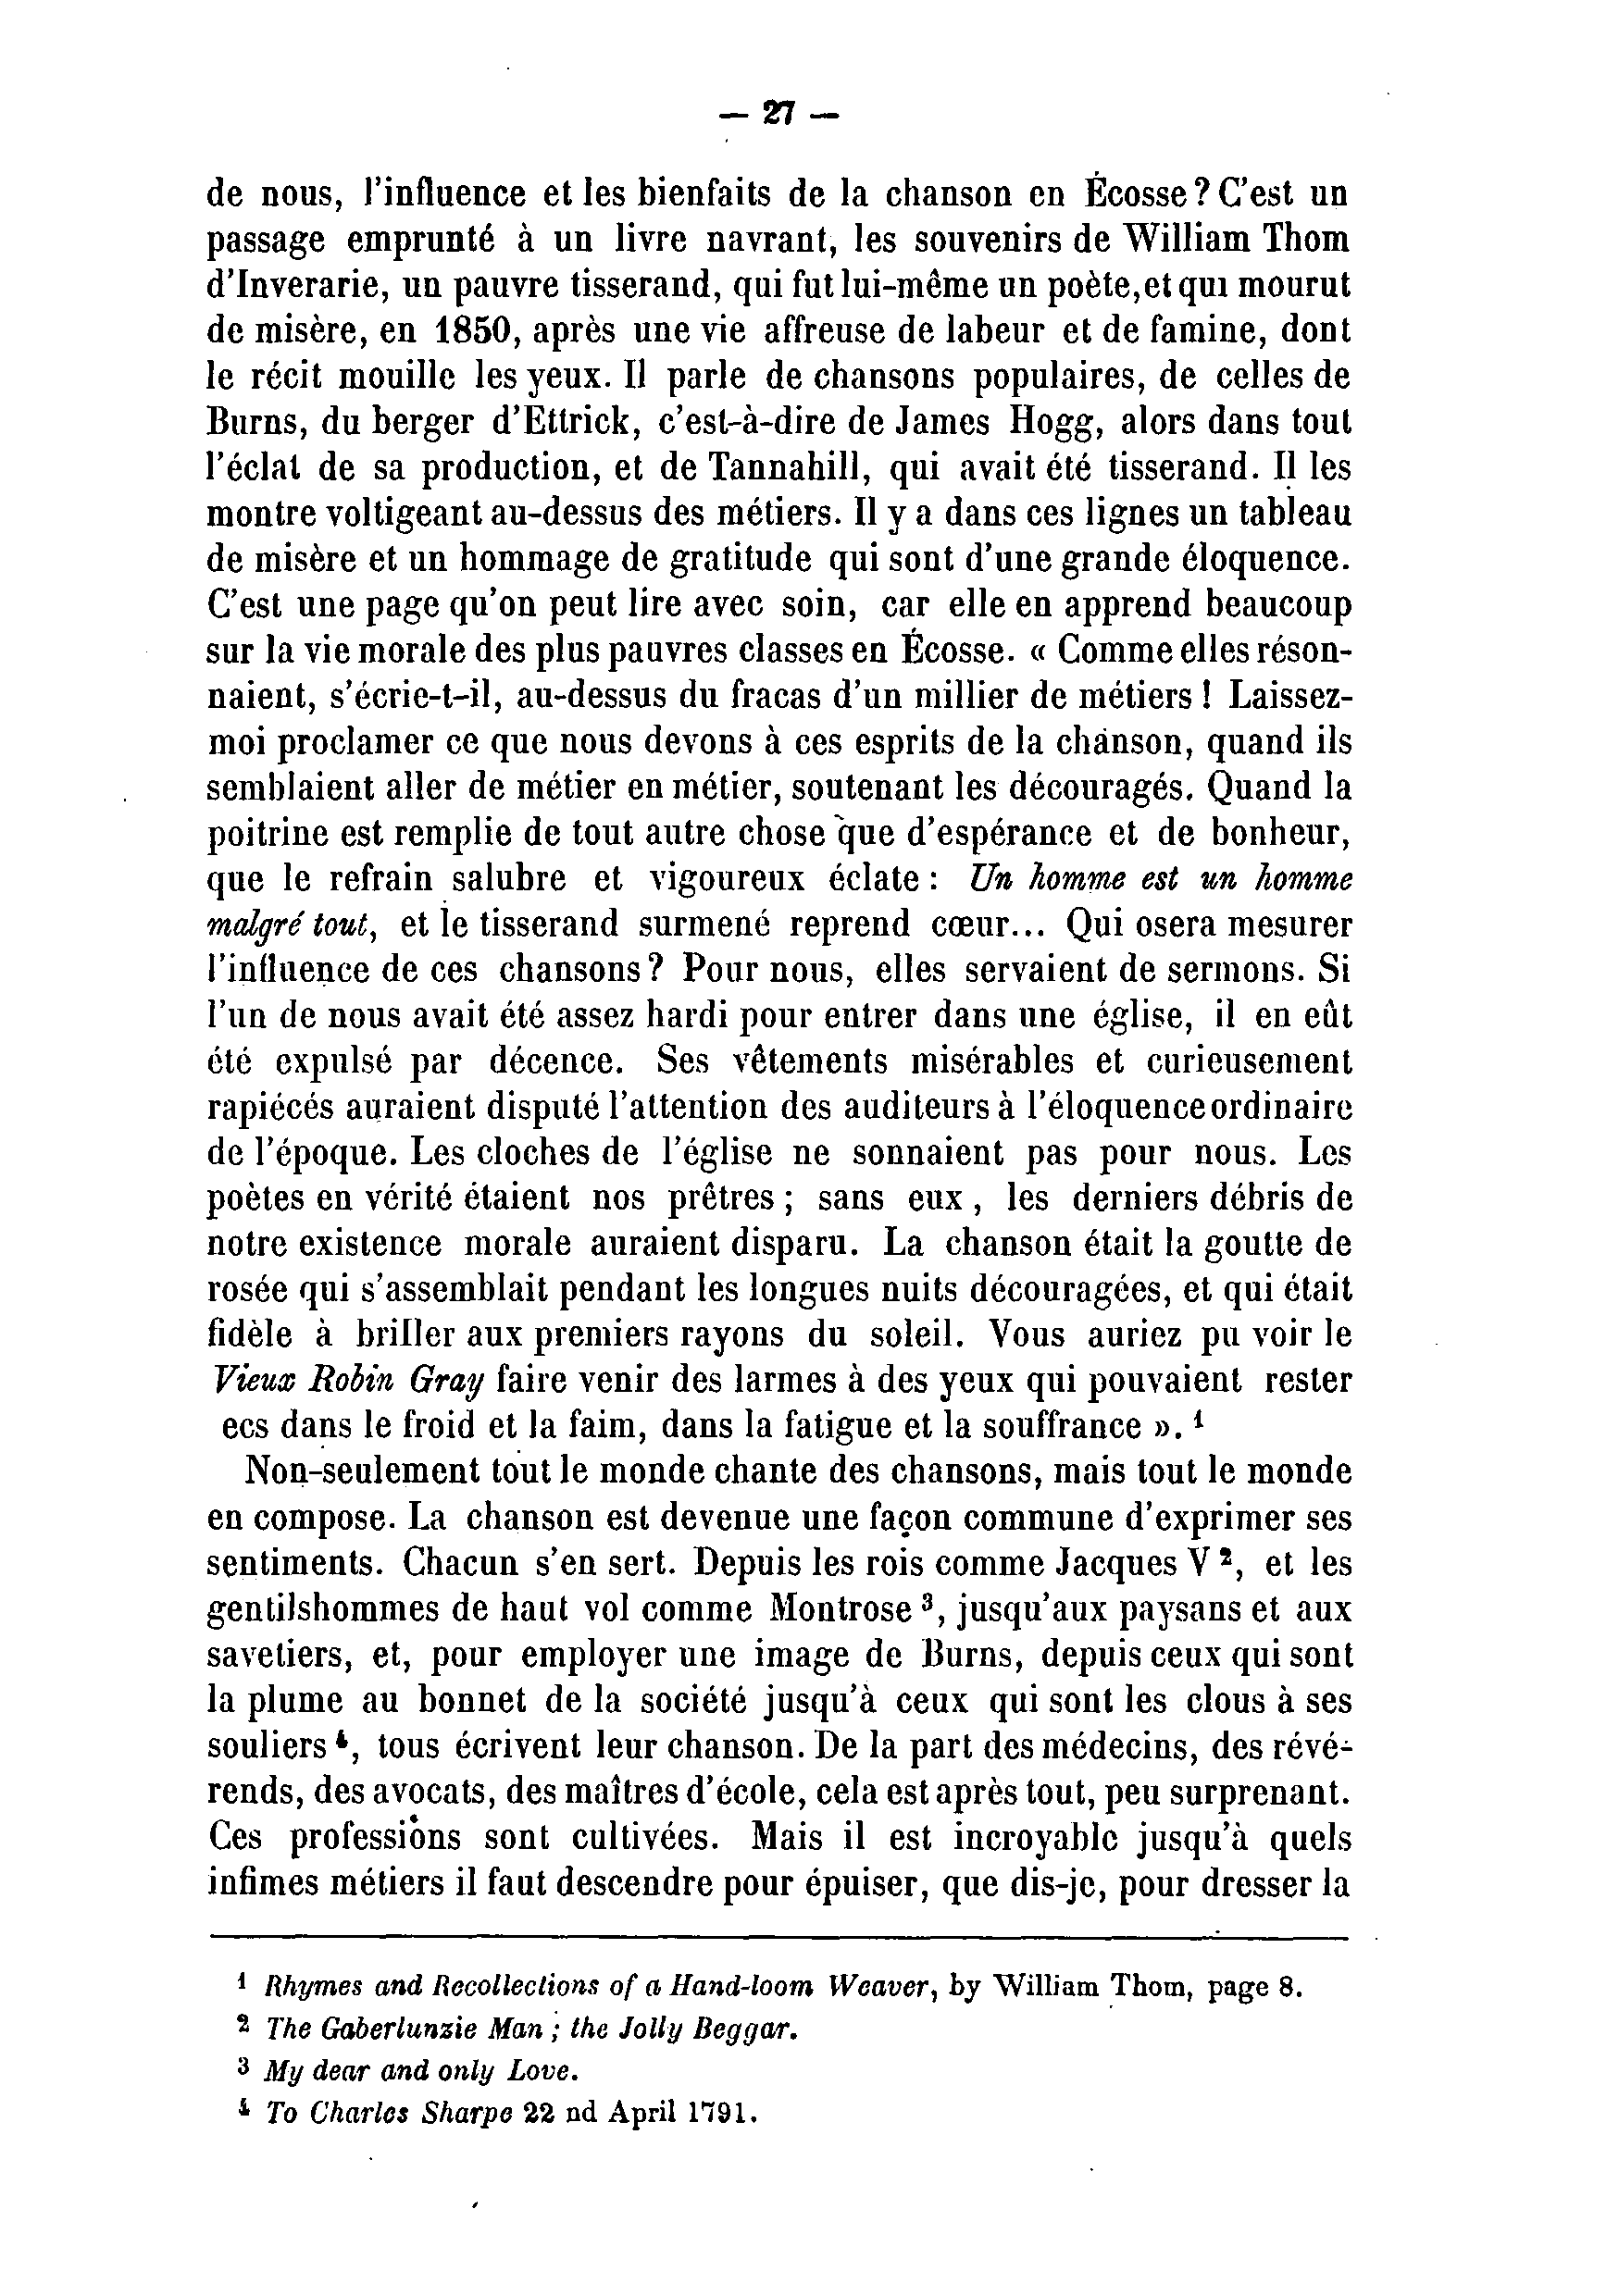 — 27 —
de nous, l'influence et les bienfaits de la chanson en Écosse ? C'est un
passage emprunté à un livre navrant, les souvenirs de William Thom
d'Inverarie, un pauvre tisserand, qui fut lui-même un poète, et qui mourut
de misère, en 1850, après une vie affreuse de labeur et de famine, dont
le récit mouille les yeux. Il parle de chansons populaires, de celles de
Burns, du berger d'Ettrick, c'est-à-dire de James Hogg, alors dans tout
l'éclat de sa production, et de Tannahill, qui avait été tisserand. Il les
montre voltigeant au-dessus des métiers. Il y a dans ces lignes un tableau
de misère et un hommage de gratitude qui sont d'une grande éloquence.
C'est une page qu'on peut lire avec soin, car elle en apprend beaucoup
sur la vie morale des plus pauvres classes en Écosse. « Comme elles réson-
naient, s'écrie-t-il, au-dessus du fracas d'un millier de métiers ! Laissez-
moi proclamer ce que nous devons à ces esprits de la chanson, quand ils
semblaient aller de métier en métier, soutenant les découragés. Quand la
poitrine est remplie de tout autre chose que d'espérance et de bonheur,
que le refrain salubre et vigoureux éclate : Un homme est un homme
malgré tout, et le tisserand surmené reprend cœur... Qui osera mesurer
l'influence de ces chansons ? Pour nous, elles servaient de sermons. Si
l'un de nous avait été assez hardi pour entrer dans une église, il en eût
été expulsé par décence. Ses vêtements misérables et curieusement
rapiécés auraient disputé l'attention des auditeurs à l'éloquence ordinaire
de l'époque. Les cloches de l'église ne sonnaient pas pour nous. Les
poètes en vérité étaient nos prêtres ; sans eux , les derniers débris de
notre existence morale auraient disparu. La chanson était la goutte de
rosée qui s'assemblait pendant les longues nuits découragées, et qui était
fidèle à briller aux premiers rayons du soleil. Vous auriez pu voir le
Vieux Robin Gray faire venir des larmes à des yeux qui pouvaient rester
ecs dans le froid et la faim, dans la fatigue et la souffrance ». 1
Non-seulement tout le monde chante des chansons, mais tout le monde
en compose. La chanson est devenue une façon commune d'exprimer ses
sentiments. Chacun s'en sert. Depuis les rois comme Jacques V 2, et les
gentilshommes de haut vol comme Montrose 3, jusqu'aux paysans et aux
savetiers, et, pour employer une image de Burns, depuis ceux qui sont
la plume au bonnet de la société jusqu'à ceux qui sont les clous à ses
souliers 4, tous écrivent leur chanson. De la part des médecins, des révé-
rends, des avocats, des maîtres d'école, cela est après tout, peu surprenant.
Ces professions sont cultivées. Mais il est incroyable jusqu'à quels
infimes métiers il faut descendre pour épuiser, que dis-je, pour dresser la
1 Rhymes and Recollections of a Hand-loom Weaver, by William Thom, page 8.
2 The Gaberlunzie Man ; the Jolly Beggar.
3 My dear and only Love.
4 To Charles Sharpe 22 nd April 1791.